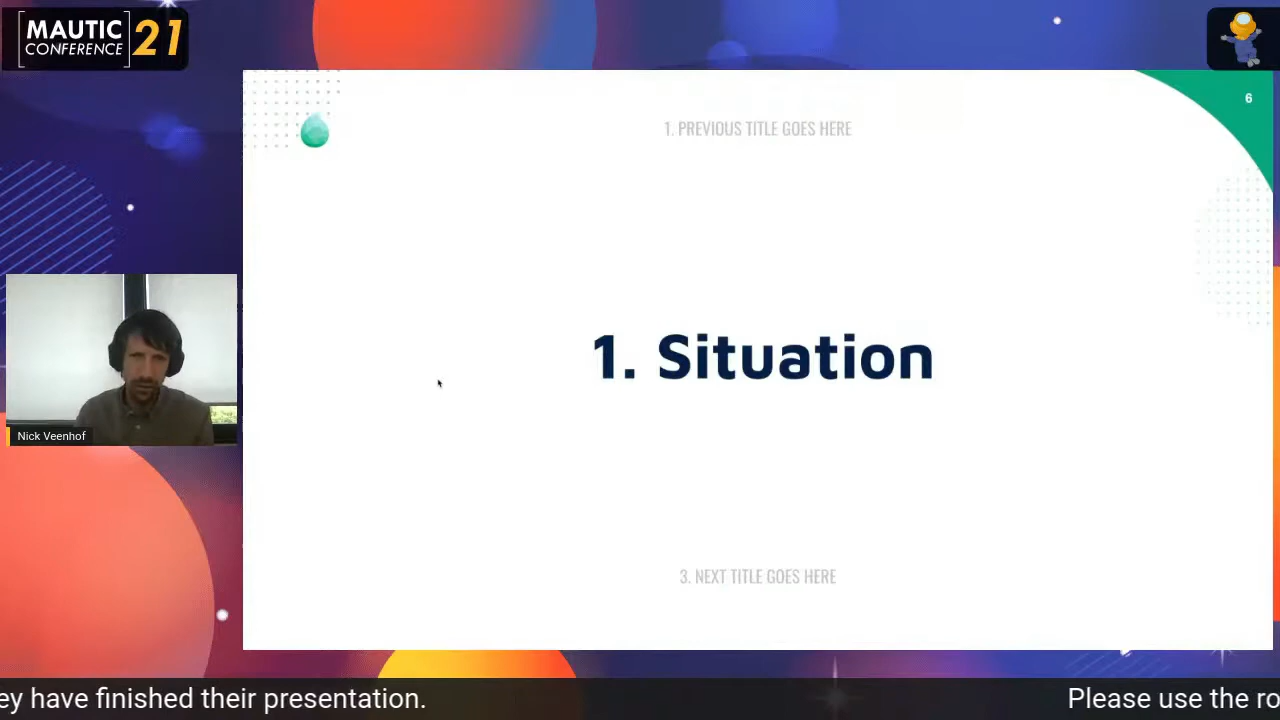 MAUTIC
CONFERENCE
21
6
1. PREVIOUS TITLE GOES HERE
1. Situation
Nick Veenhof
3. NEXT TITLE GOES HERE
ey have finished their presentation.
Please use the ro